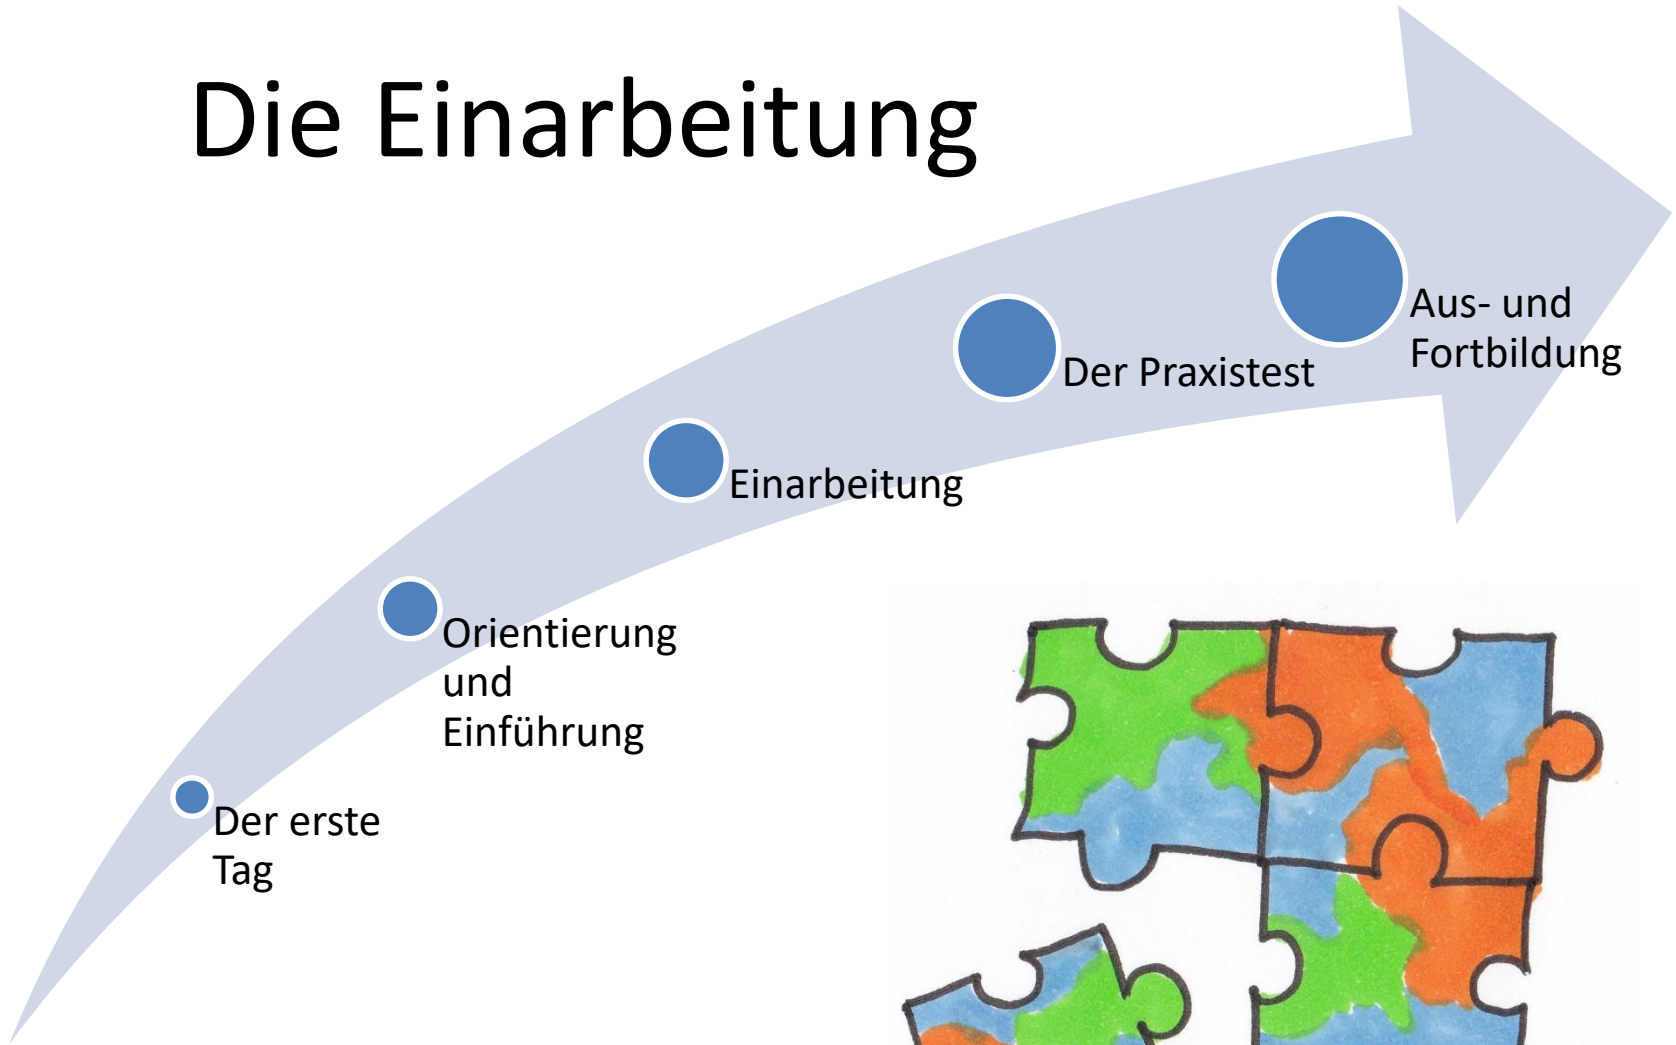 Die Einarbeitung
Der erste
Tag
Orientierung
und
Einführung
Einarbeitung
Der Praxistest
Aus- und
Fortbildung